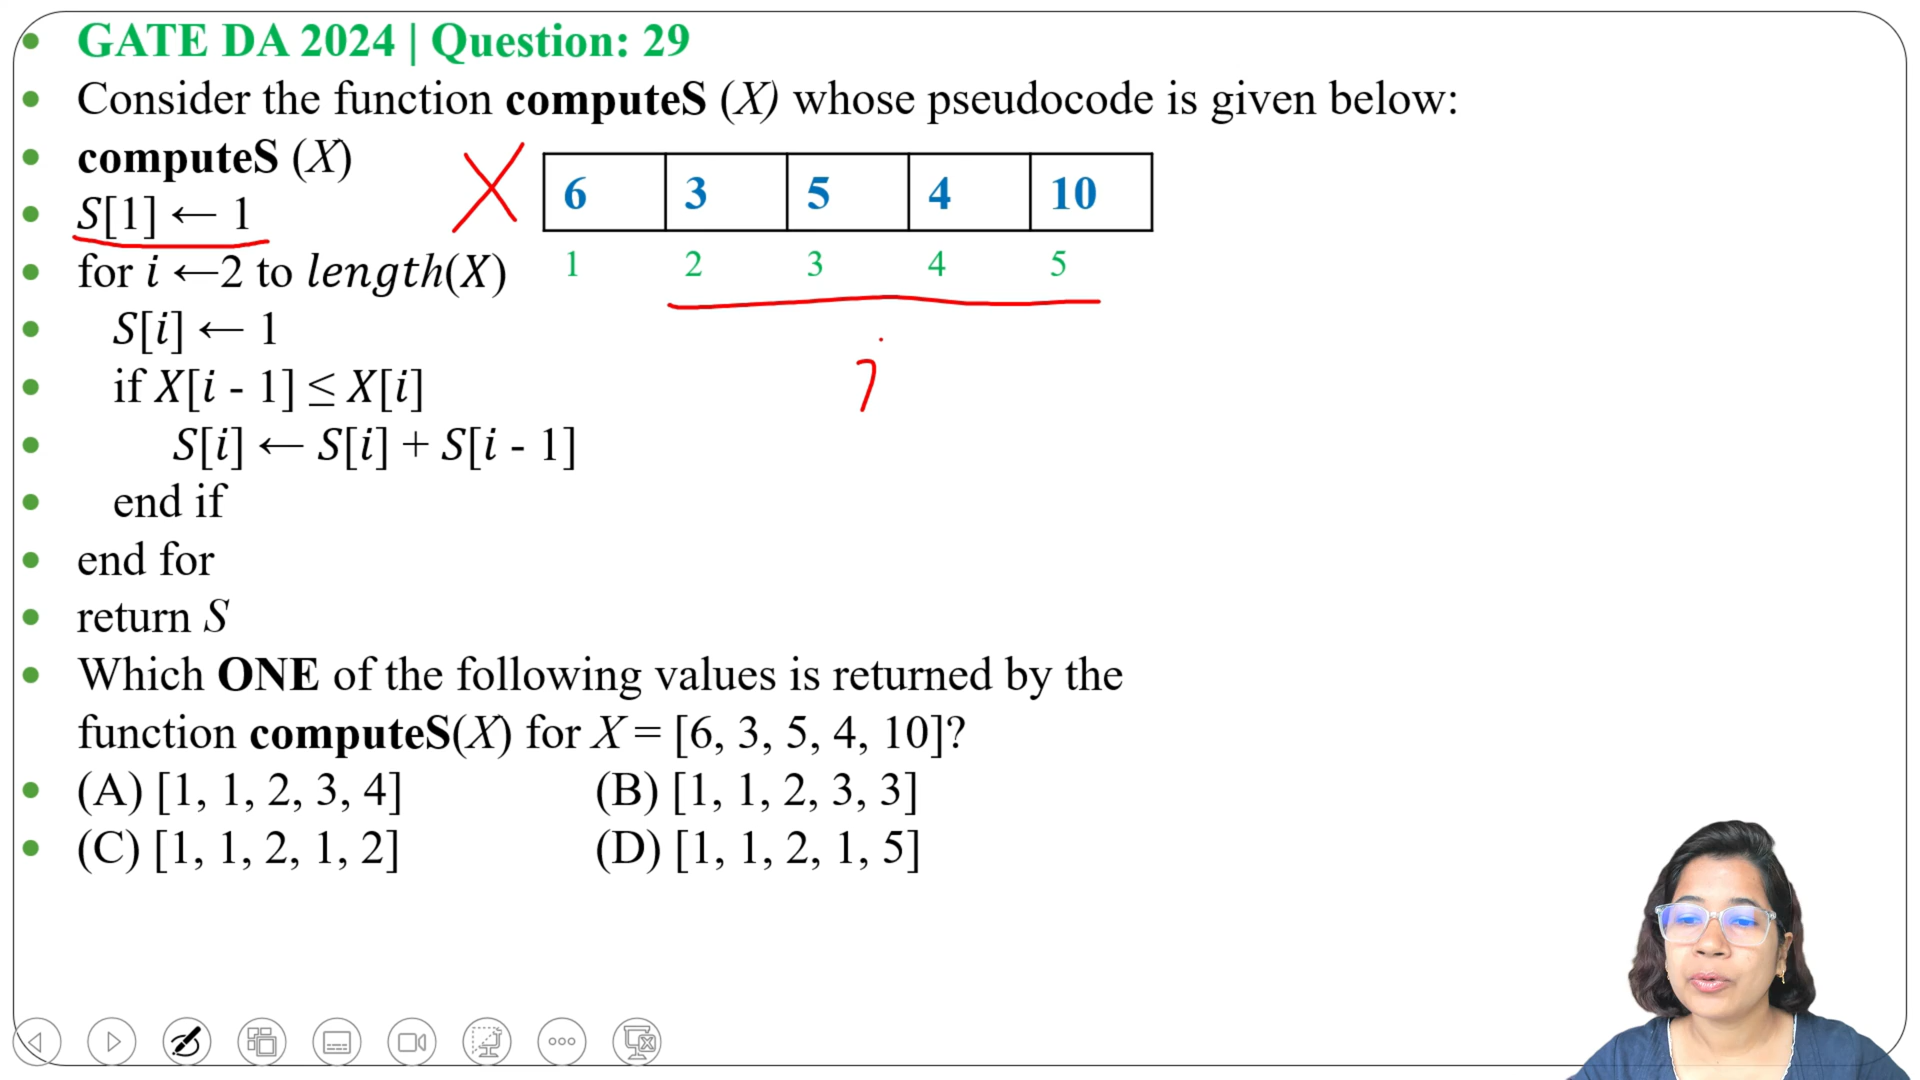 GATE DA 2024 | Question: 29
Consider the function computeS (X) whose pseudocode is given below:
computeS (X)
S[1] ← 1
for i ←2 to length(X)
S[i] ← 1
if X[i - 1] ≤ X[i]
S[i] ← S[i] + S[i - 1]
end if
end for
return S
X
6 3 5 4 10
1 2 3 4 5
i
Which ONE of the following values is returned by the
function computeS(X) for X = [6, 3, 5, 4, 10]?
(A) [1, 1, 2, 3, 4] (B) [1, 1, 2, 3, 3]
(C) [1, 1, 2, 1, 2] (D) [1, 1, 2, 1, 5]